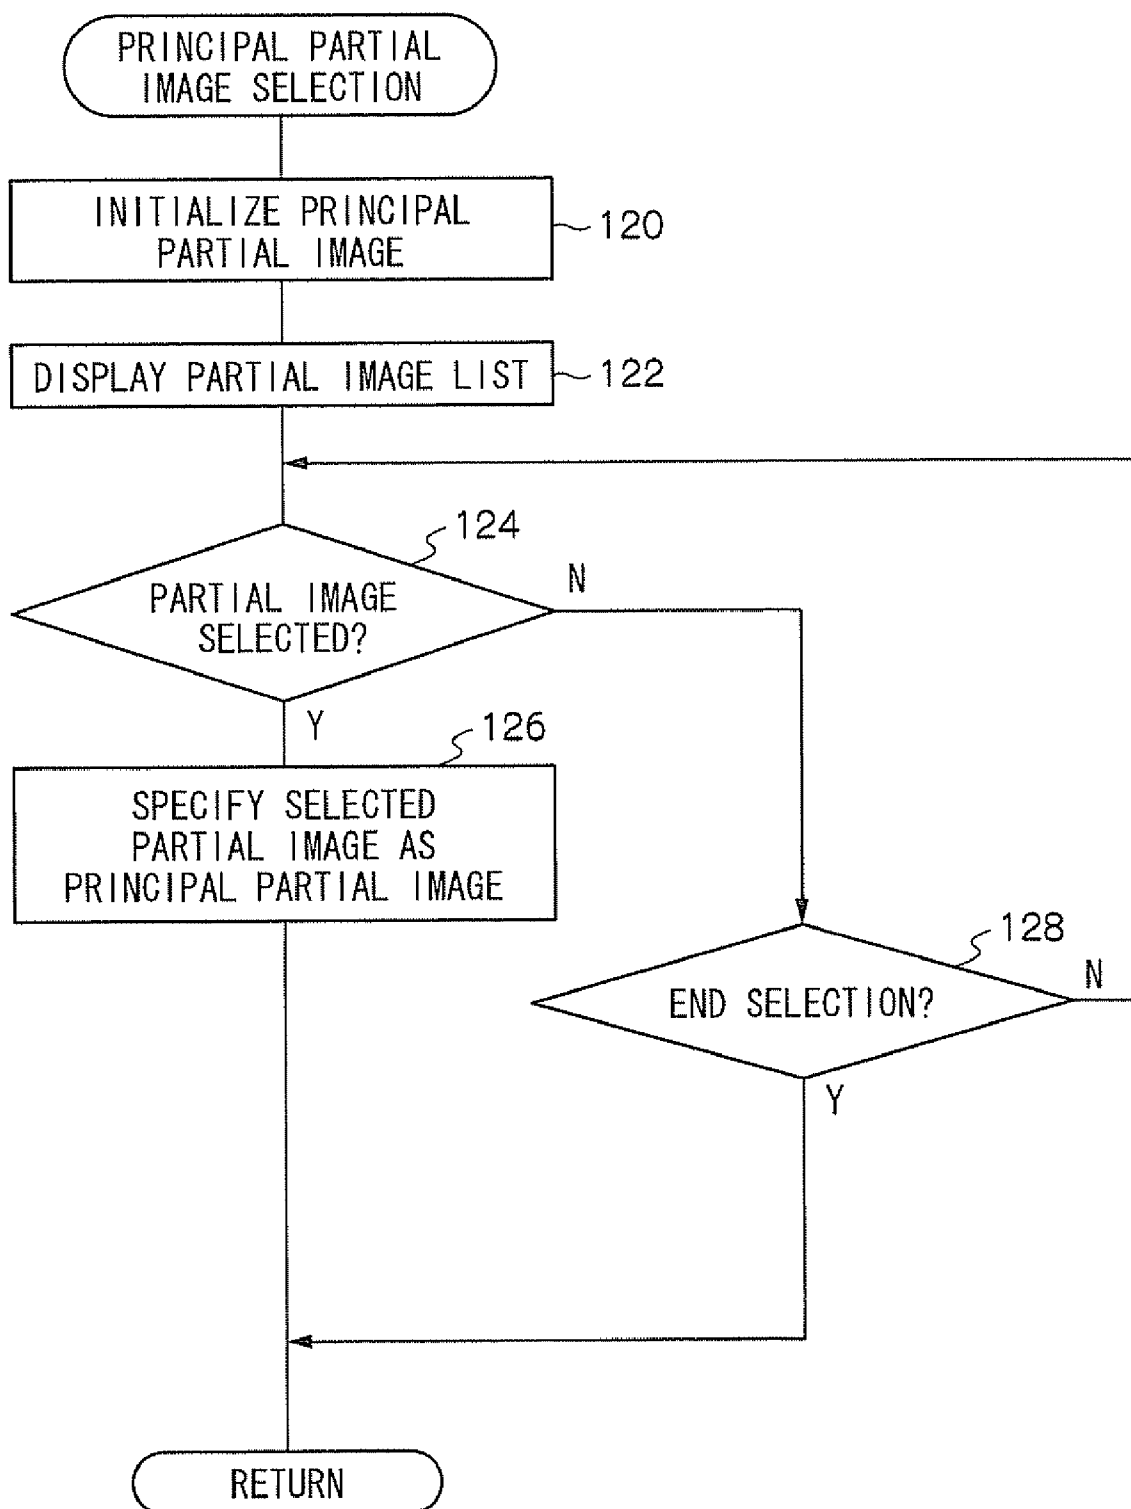 PRINCIPAL PARTIAL
IMAGE SELECTION
INITIALIZE PRINCIPAL
PARTIAL IMAGE
120
DISPLAY PARTIAL IMAGE LIST
122
124
PARTIAL IMAGE
SELECTED?
N
Y
126
SPECIFY SELECTED
PARTIAL IMAGE AS
PRINCIPAL PARTIAL IMAGE
128
END SELECTION?
N
Y
RETURN